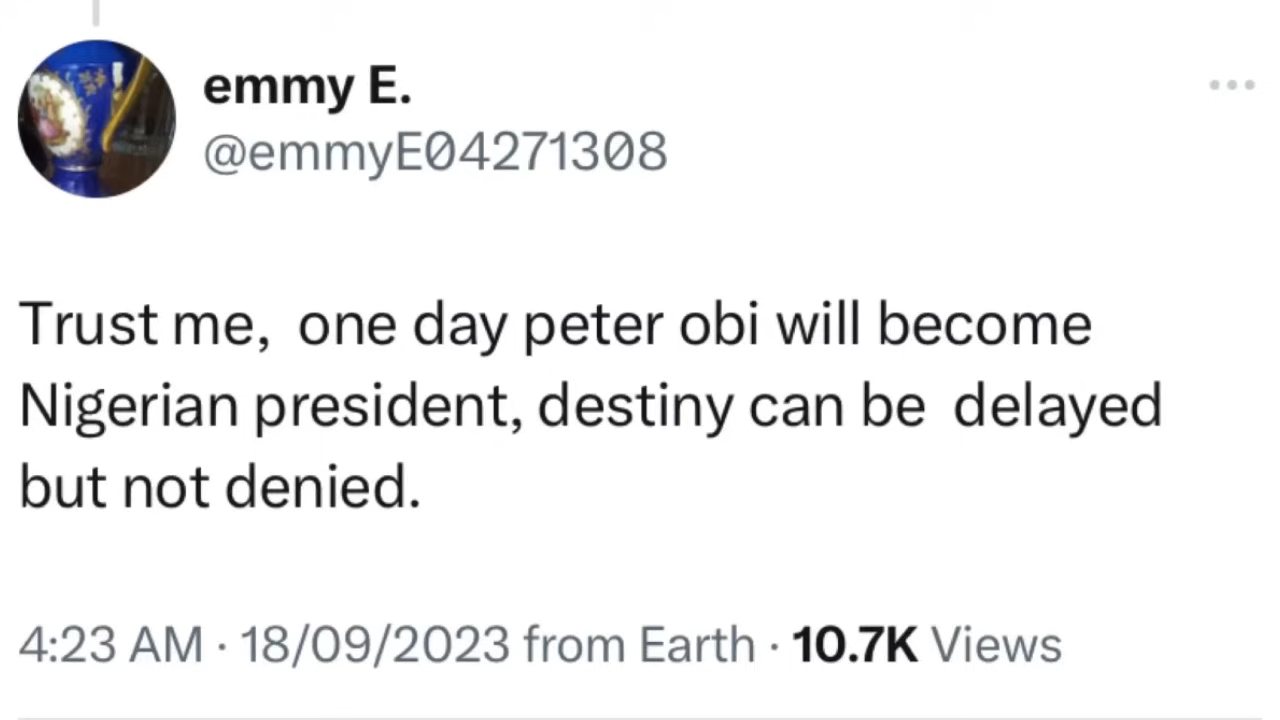 emmy E.
@emmyE04271308
Trust me,  one day peter obi will become
Nigerian president, destiny can be  delayed
but not denied.
4:23 AM · 18/09/2023 from Earth · 10.7K Views